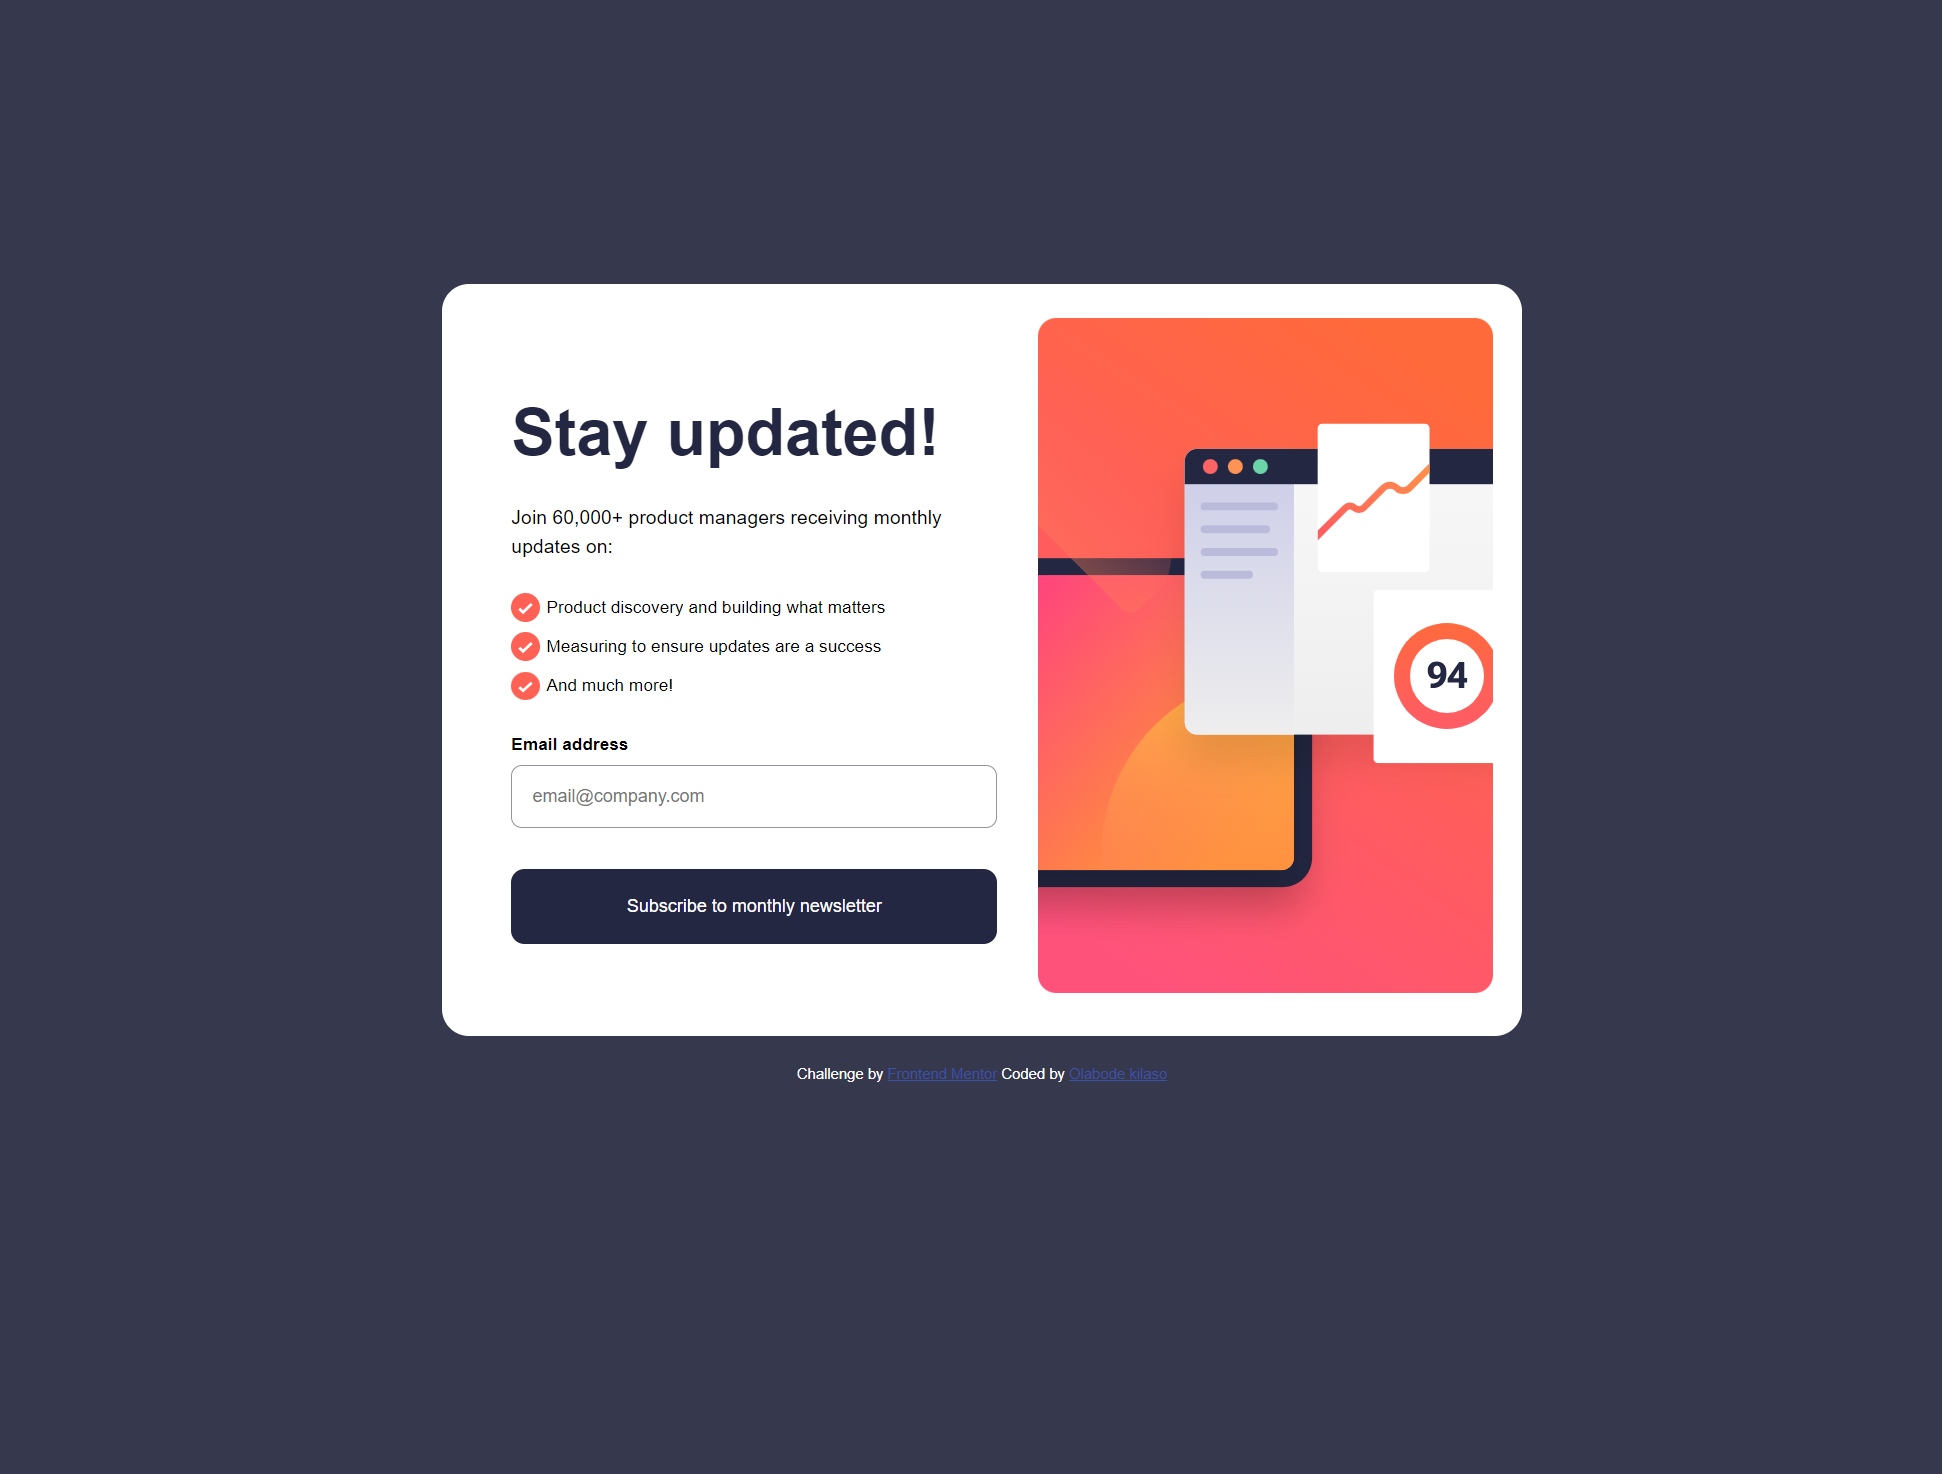 Stay updated!
Join 60,000+ product managers receiving monthly
updates on:
Product discovery and building what matters
Measuring to ensure updates are a success
And much more!
Email address
email@company.com
Subscribe to monthly newsletter
94
Challenge by Frontend Mentor Coded by Olabode kilaso